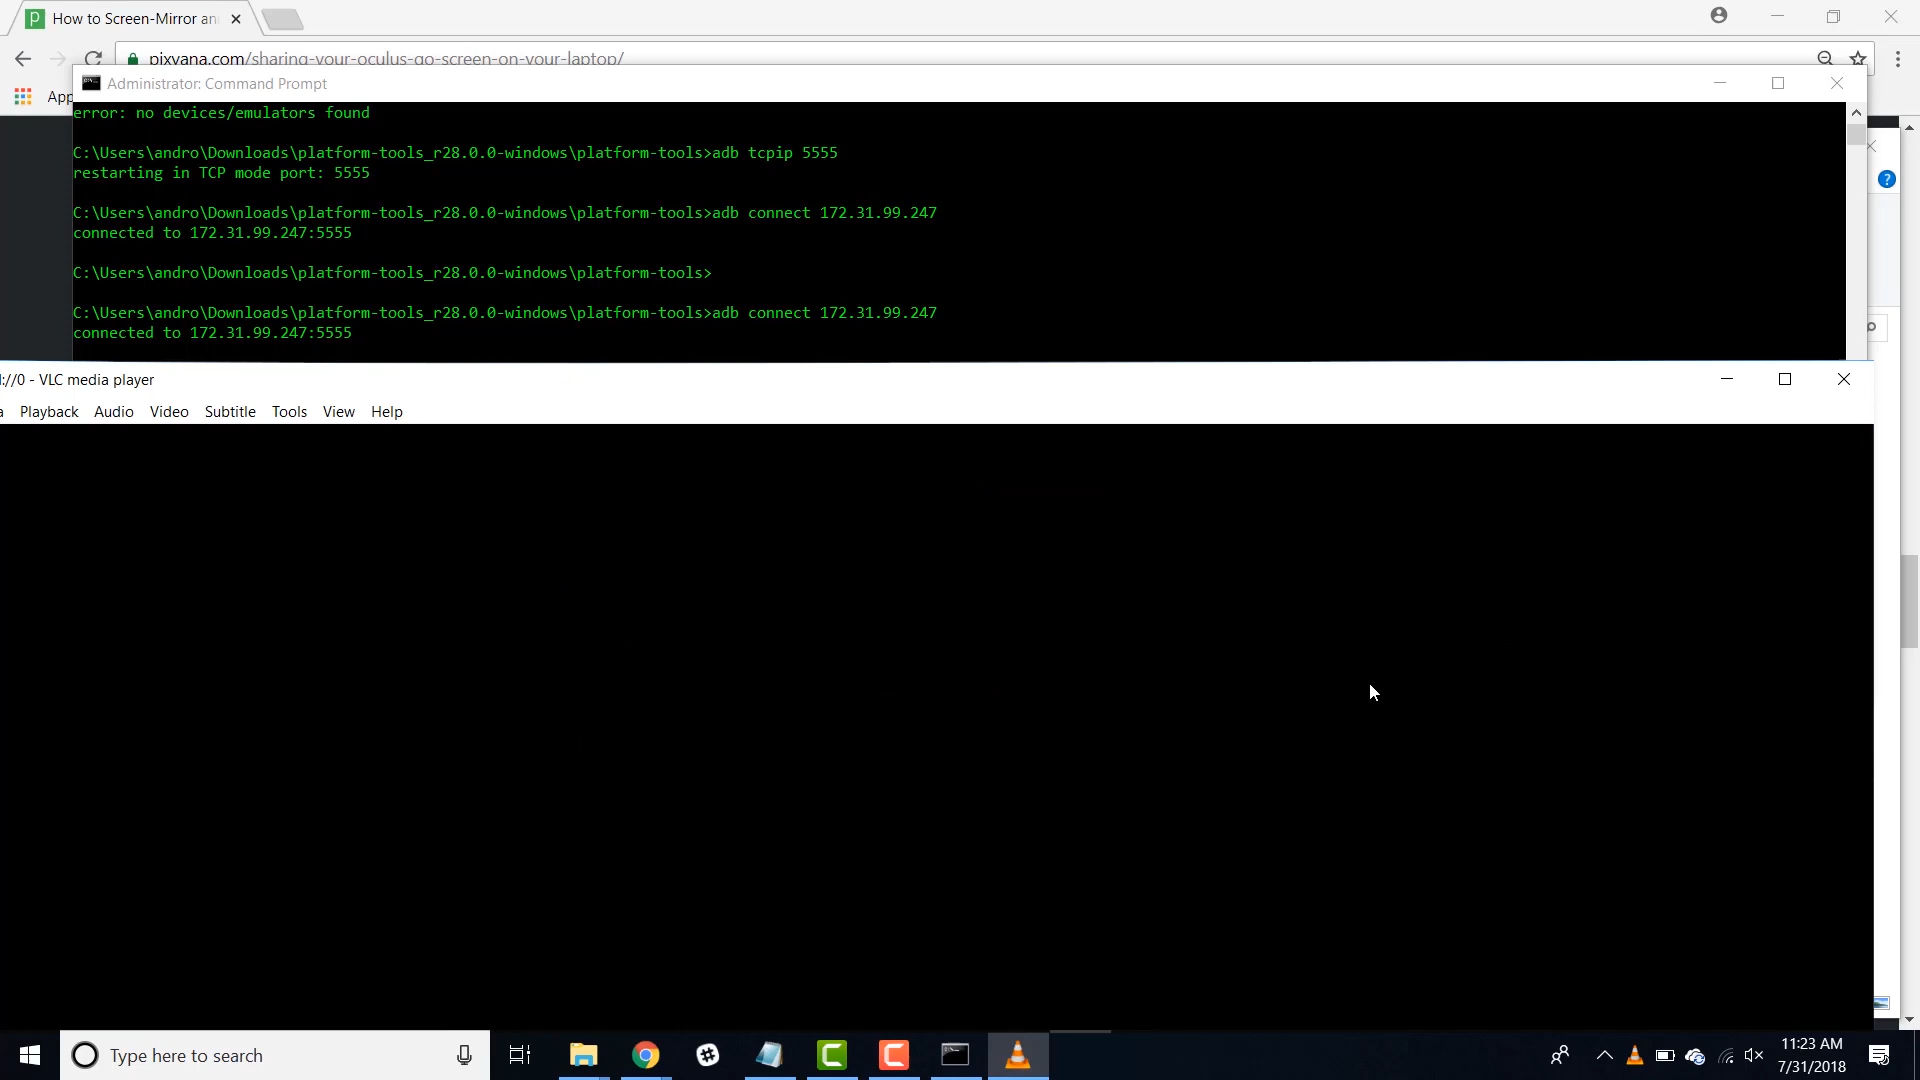 How to Screen-Mirror an
pixvana.com/sharing-your-oculus-go-screen-on-your-laptop/
App
Administrator: Command Prompt
error: no devices/emulators found
C:\Users\andro\Downloads\platform-tools_r28.0.0-windows\platform-tools>adb tcpip 5555
restarting in TCP mode port: 5555
C:\Users\andro\Downloads\platform-tools_r28.0.0-windows\platform-tools>adb connect 172.31.99.247
connected to 172.31.99.247:5555
C:\Users\andro\Downloads\platform-tools_r28.0.0-windows\platform-tools>
C:\Users\andro\Downloads\platform-tools_r28.0.0-windows\platform-tools>adb connect 172.31.99.247
connected to 172.31.99.247:5555
://0 - VLC media player
a Playback Audio Video Subtitle Tools View Help
Type here to search
11:23 AM
7/31/2018